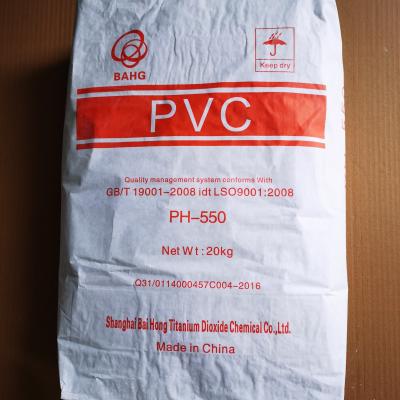 BAHG
Keep dry
PVC
Quality management system conforms With
GB/T 19001-2008 idt LSO9001:2008
PH-550
Net Wt : 20kg
Q31/0114000457C004-2016
Shanghai Bai Hong Titanium Dioxide Chemical Co.,Ltd.
Made in China